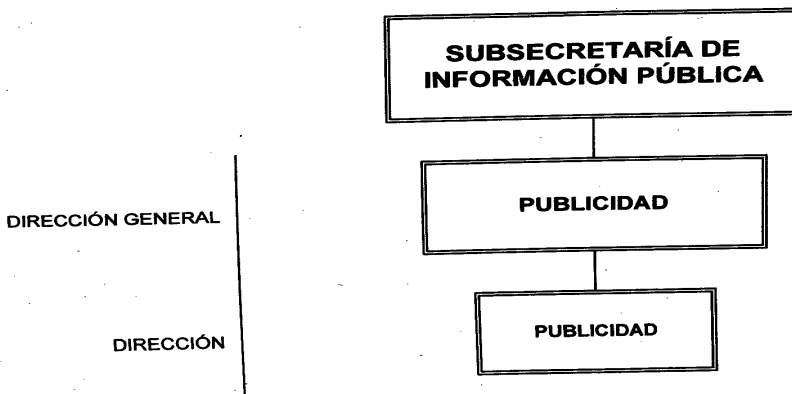 SUBSECRETARÍA DE
INFORMACIÓN PÚBLICA
DIRECCIÓN GENERAL
PUBLICIDAD
DIRECCIÓN
PUBLICIDAD